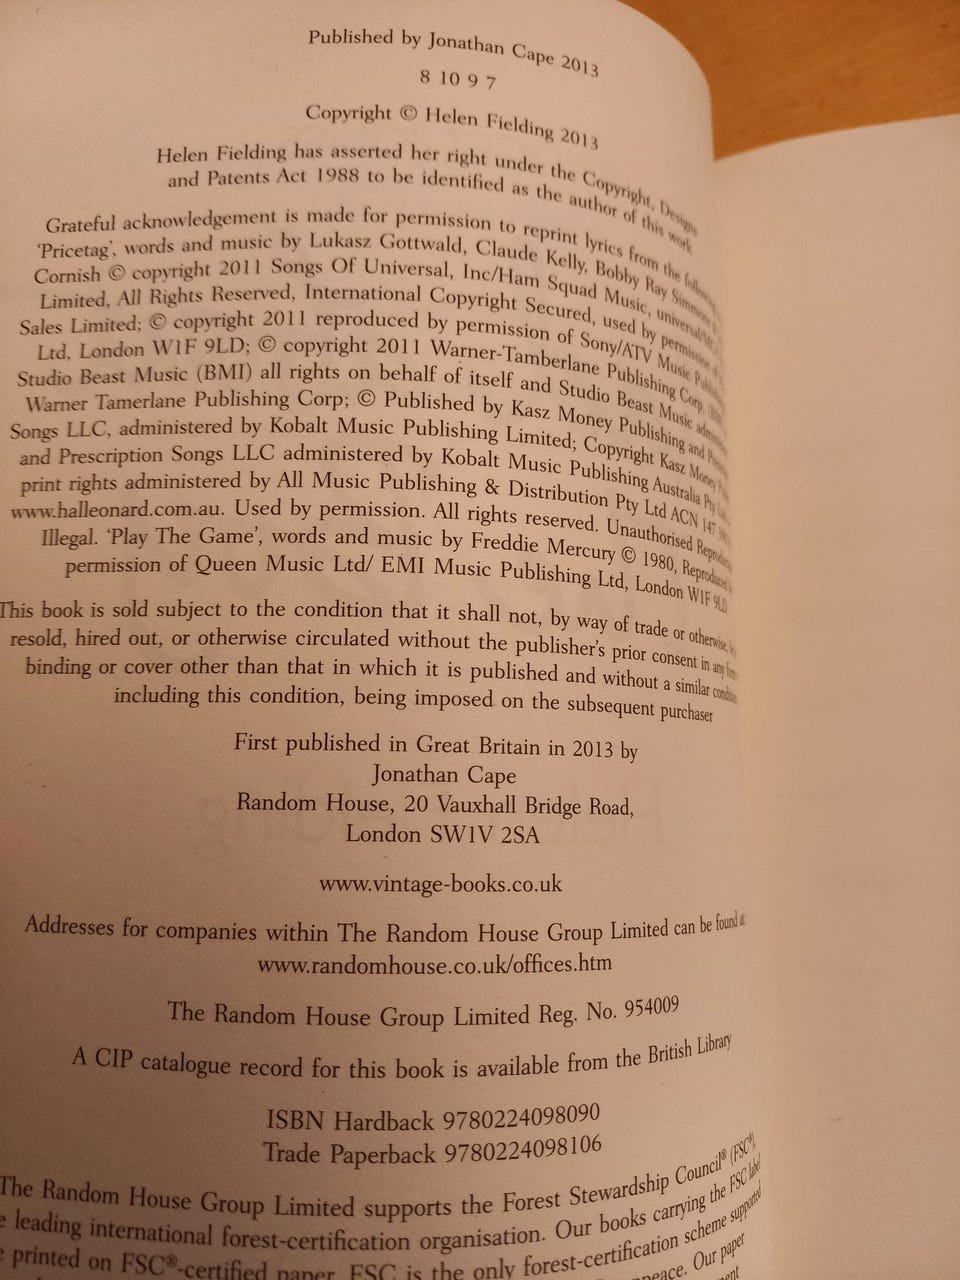 Published by Jonathan Cape 2013
8 10 9 7
Copyright © Helen Fielding 2013
Helen Fielding has asserted her right under the Copyright, Designs
and Patents Act 1988 to be identified as the author of this work
Grateful acknowledgement is made for permission to reprint lyrics from the
'Pricetag', words and music by Lukasz Gottwald, Claude Kelly, Bobby Ray Simmons
Cornish © copyright 2011 Songs Of Universal, Inc/Ham Squad Music,
Limited, All Rights Reserved, International Copyright Secured, used by permission
Sales Limited; © copyright 2011 reproduced by permission of Sony/ATV Music
Ltd, London W1F 9LD; © copyright 2011 Warner-Tamberlane Publishing Corp.
Studio Beast Music (BMI) all rights on behalf of itself and Studio Beast Music
Warner Tamerlane Publishing Corp; © Published by Kasz Money Publishing and
Songs LLC, administered by Kobalt Music Publishing Limited; Copyright Kasz Money
and Prescription Songs LLC administered by Kobalt Music Publishing Australia Pty
print rights administered by All Music Publishing & Distribution Pty Ltd ACN 147
www.halleonard.com.au. Used by permission. All rights reserved. Unauthorised
Illegal. 'Play The Game', words and music by Freddie Mercury © 1980, Reproduced
permission of Queen Music Ltd/ EMI Music Publishing Ltd, London W1F 9LD
This book is sold subject to the condition that it shall not, by way of trade or otherwise,
resold, hired out, or otherwise circulated without the publisher's prior consent in any
binding or cover other than that in which it is published and without a similar
including this condition, being imposed on the subsequent purchaser
First published in Great Britain in 2013 by
Jonathan Cape
Random House, 20 Vauxhall Bridge Road,
London SW1V 2SA
www.vintage-books.co.uk
Addresses for companies within The Random House Group Limited can be found at
www.randomhouse.co.uk/offices.htm
The Random House Group Limited Reg. No. 954009
A CIP catalogue record for this book is available from the British Library
ISBN Hardback 9780224098090
Trade Paperback 9780224098106
The Random House Group Limited supports the Forest Stewardship Council® (FSC®),
leading international forest-certification organisation. Our books carrying the FSC label
printed on FSC®-certified paper. FSC is the only forest-certification scheme supported
Our paper